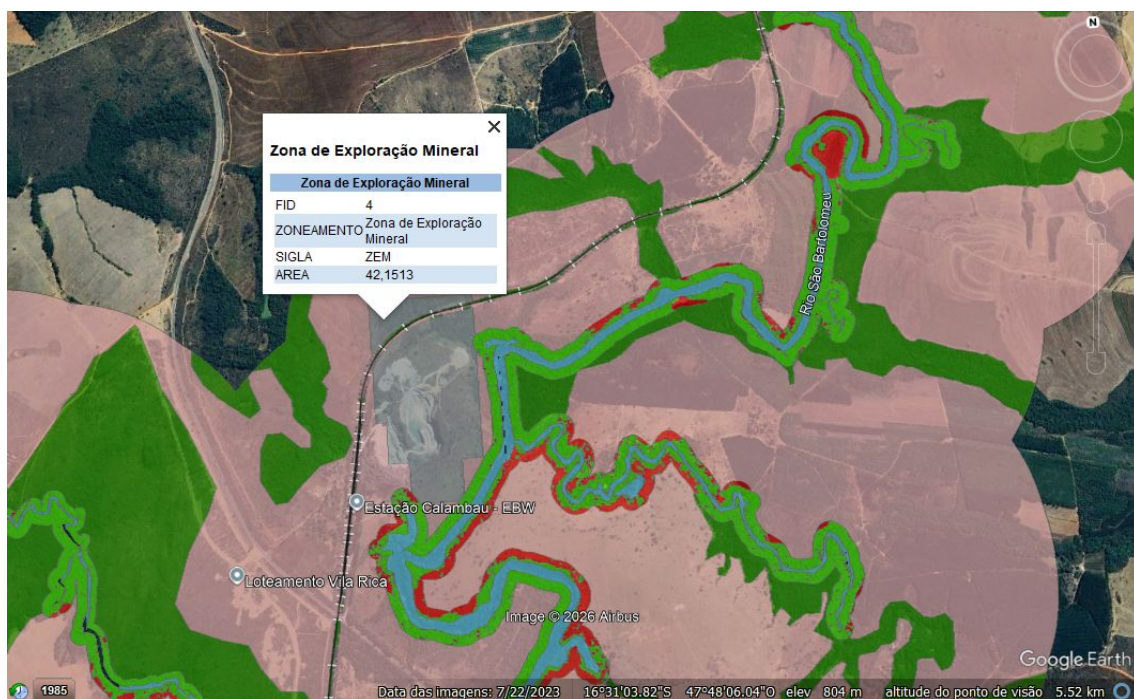 N
Zona de Exploração Mineral
Zona de Exploração Mineral
FID 4
ZONEAMENTO Zona de Exploração
Mineral
SIGLA ZEM
AREA 42,1513
Rio São Bartolomeu
Estação Calambau - EBW
Loteamento Vila Rica
Image © 2026 Airbus
Google Earth
1985
Data das imagens: 7/22/2023 16°31'03.82"S 47°48'06.04"O elev 804 m altitude do ponto de visão 5.52 km